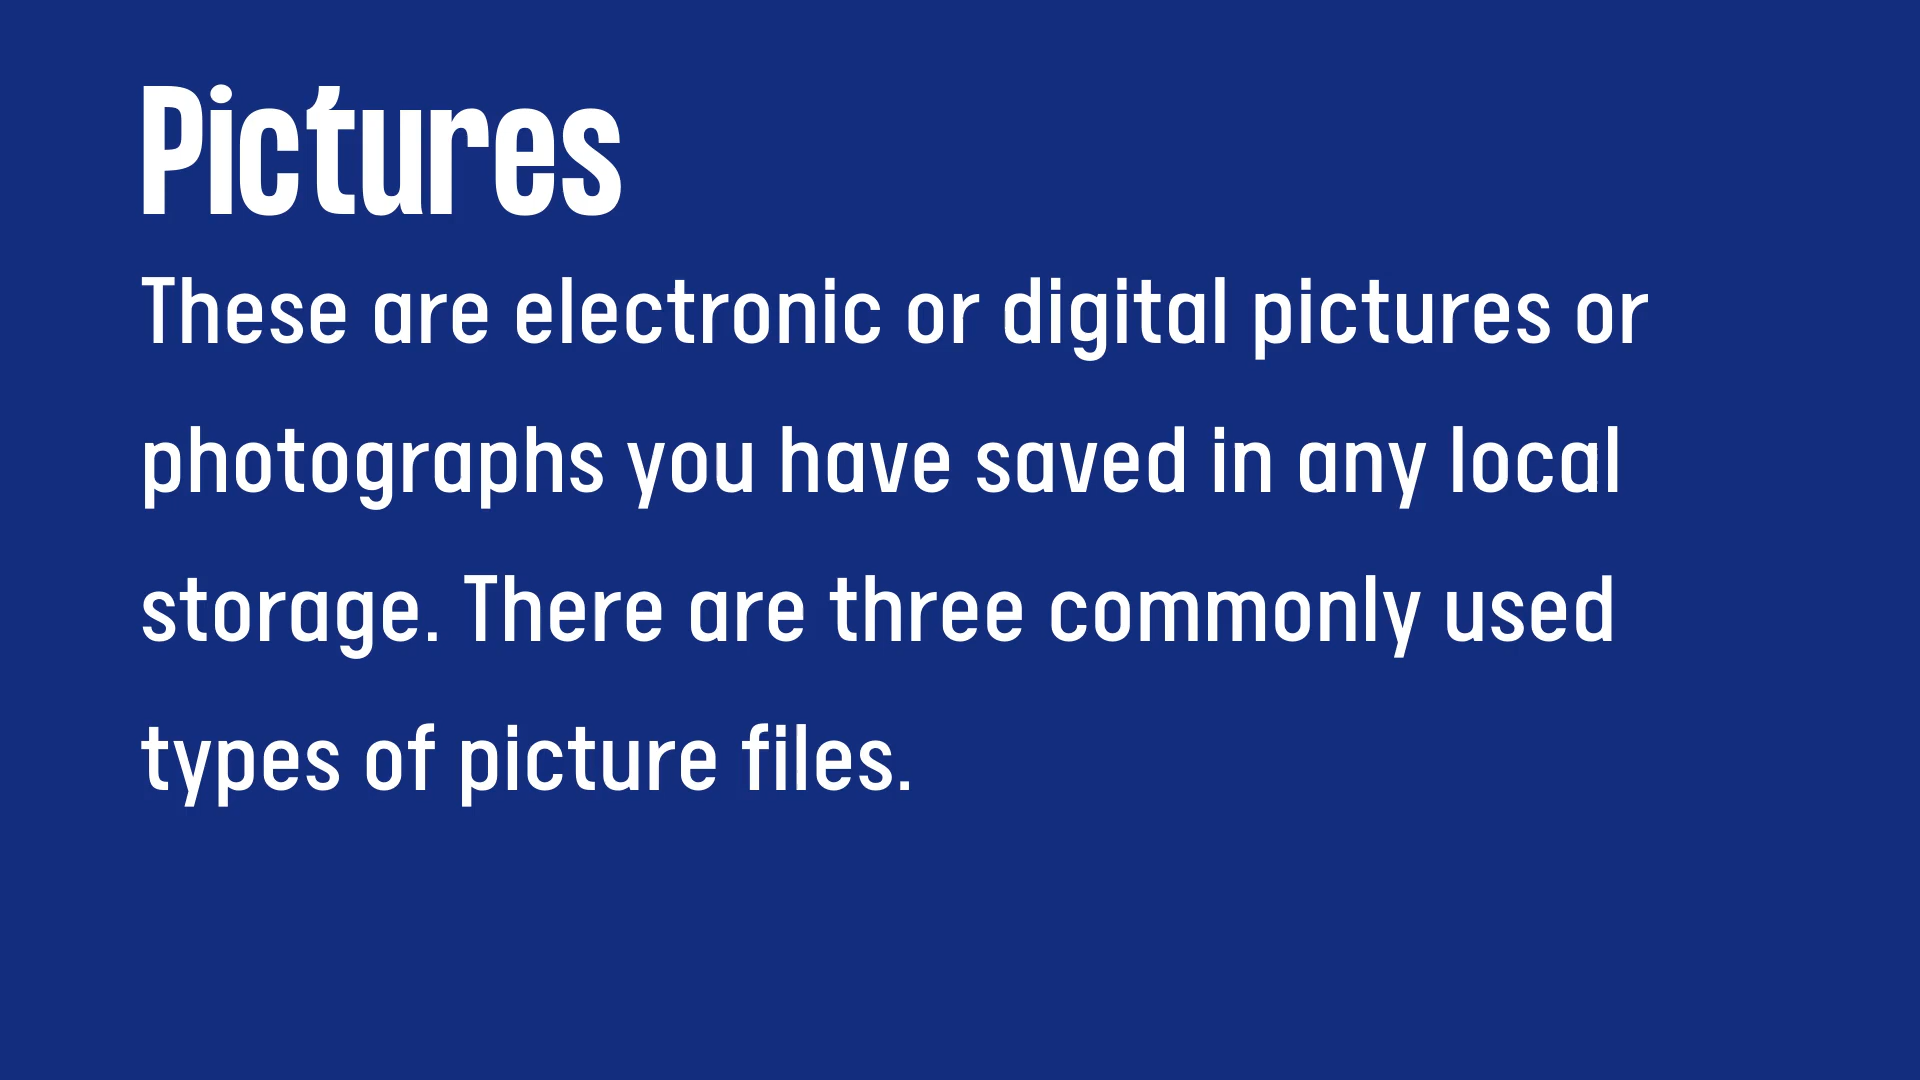 Pictures
These are electronic or digital pictures or
photographs you have saved in any local
storage. There are three commonly used
types of picture files.